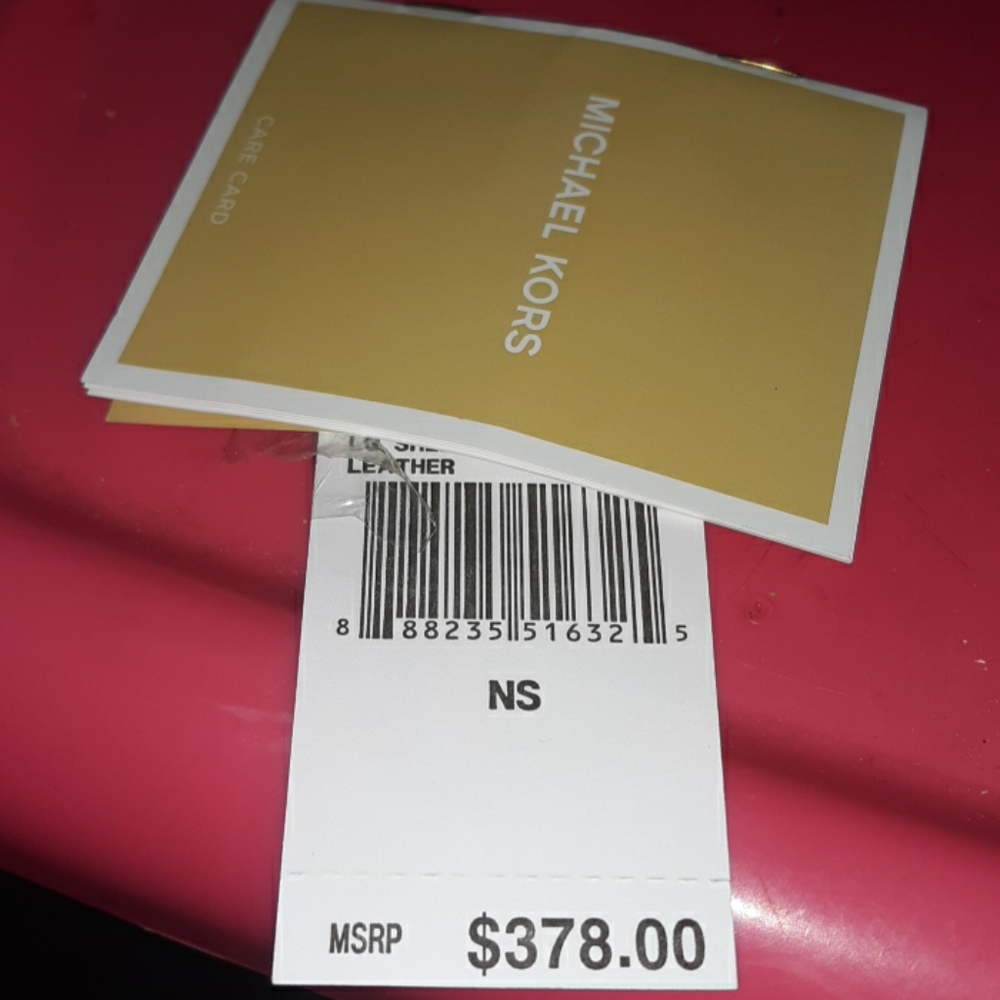 MICHAEL KORS
CARE CARD
LEATHER
8 88235 51632 5
NS
MSRP $378.00